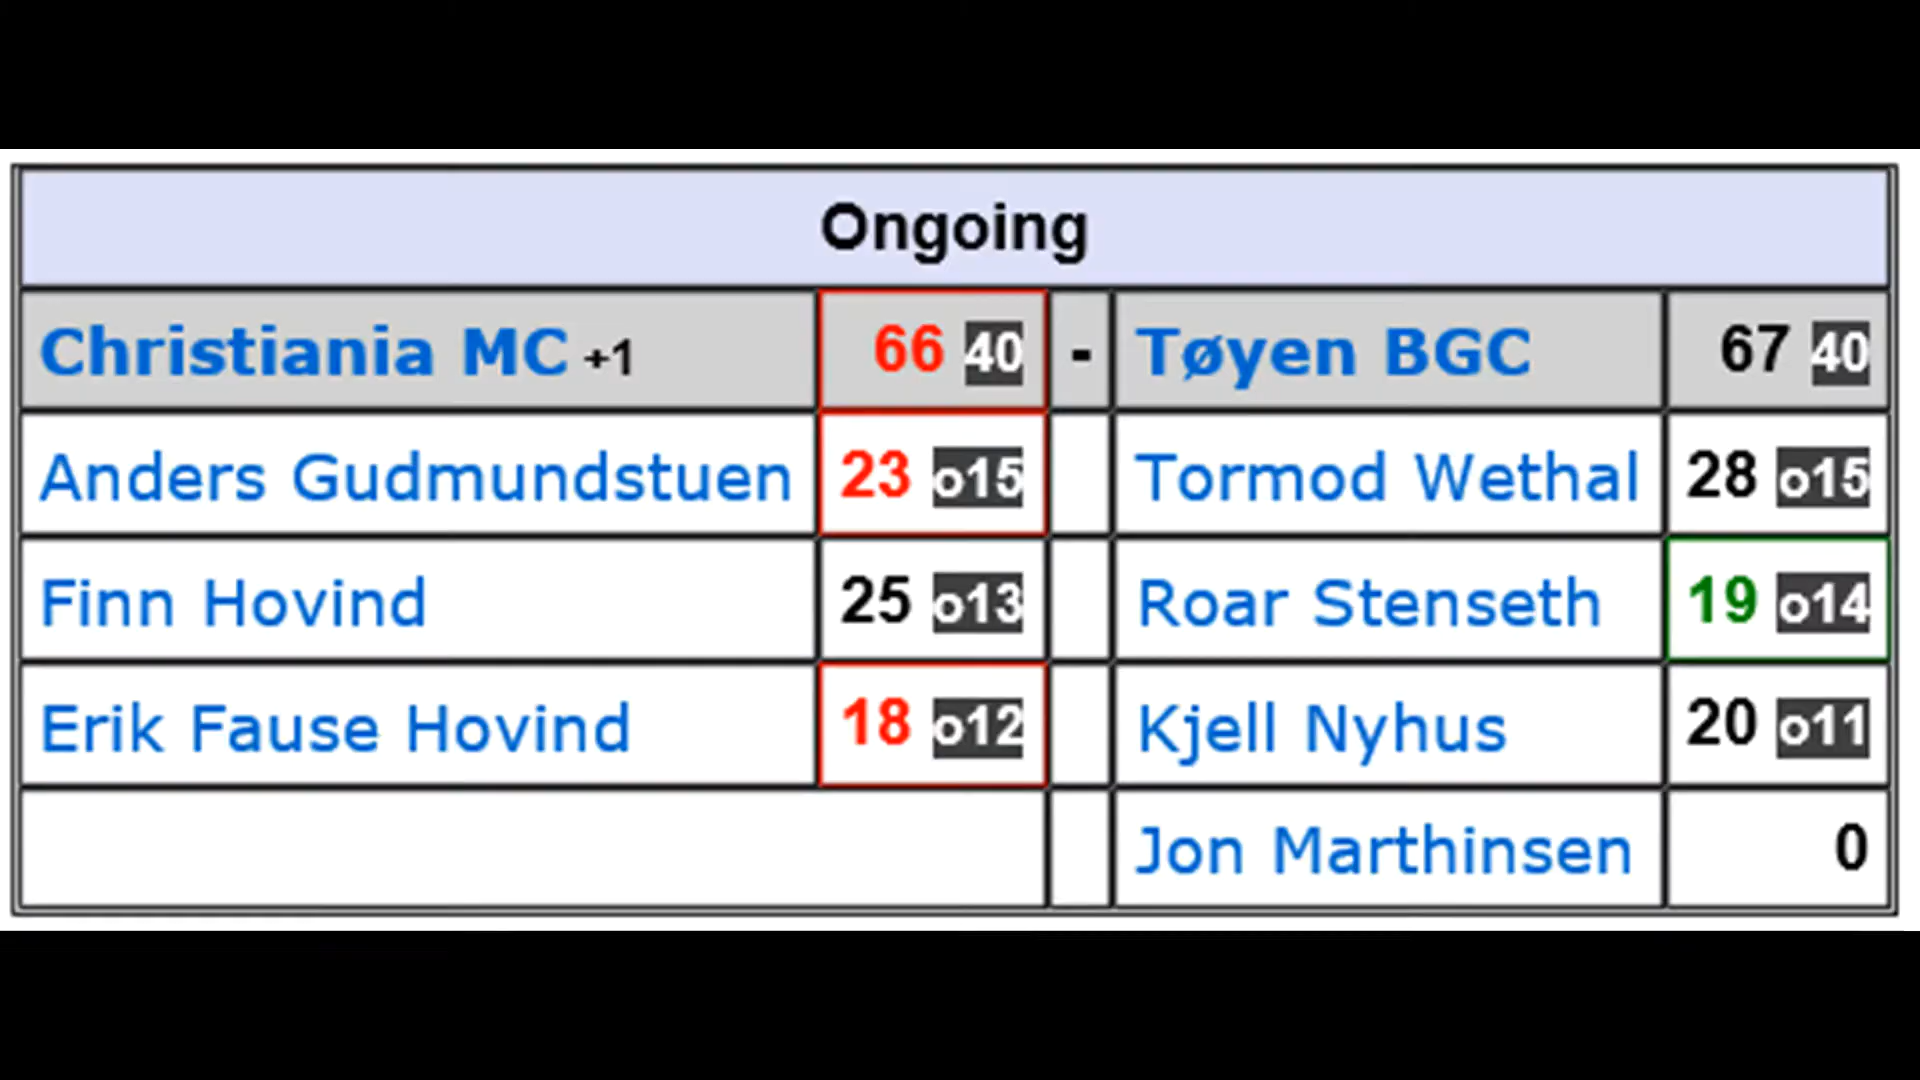 Ongoing
Christiania MC +1 66 40 - Tøyen BGC 67 40
Anders Gudmundstuen 23 o15 Tormod Wethal 28 o15
Finn Hovind 25 o13 Roar Stenseth 19 o14
Erik Fause Hovind 18 o12 Kjell Nyhus 20 o11
Jon Marthinsen 0